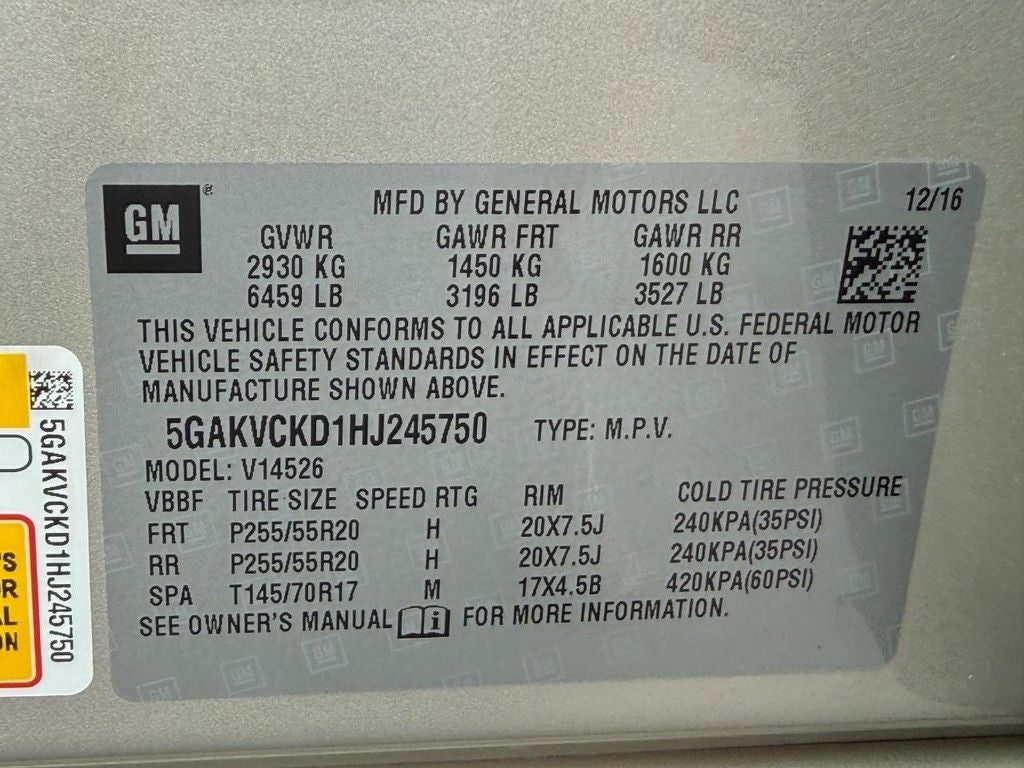 GM
MFD BY GENERAL MOTORS LLC 12/16
GVWR GAWR FRT GAWR RR
2930 KG 1450 KG 1600 KG
6459 LB 3196 LB 3527 LB
THIS VEHICLE CONFORMS TO ALL APPLICABLE U.S. FEDERAL MOTOR
VEHICLE SAFETY STANDARDS IN EFFECT ON THE DATE OF
MANUFACTURE SHOWN ABOVE.
5GAKVCKD1HJ245750 TYPE: M.P.V.
MODEL: V14526
VBBF TIRE SIZE SPEED RTG RIM COLD TIRE PRESSURE
FRT P255/55R20 H 20X7.5J 240KPA(35PSI)
RR P255/55R20 H 20X7.5J 240KPA(35PSI)
SPA T145/70R17 M 17X4.5B 420KPA(60PSI)
SEE OWNER'S MANUAL i FOR MORE INFORMATION.
5GAKVCKD1HJ245750